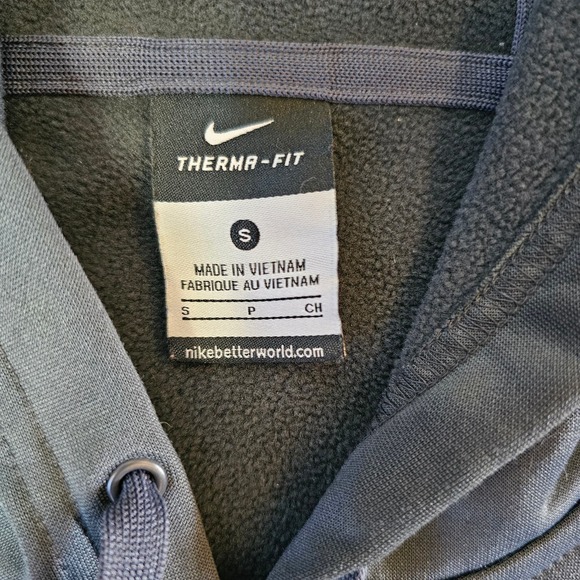 THERMA-FIT
S
MADE IN VIETNAM
FABRIQUE AU VIETNAM
S P CH
nikebetterworld.com